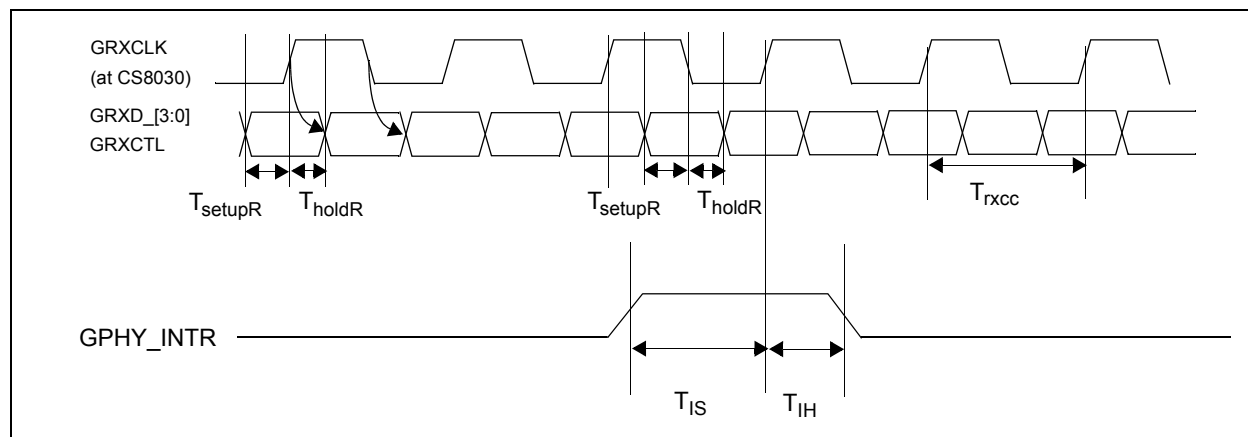 GRXCLK
(at CS8030)
GRXD_[3:0]
GRXCTL
TsetupR TholdR TsetupR TholdR Trxcc
GPHY_INTR
TIS TIH